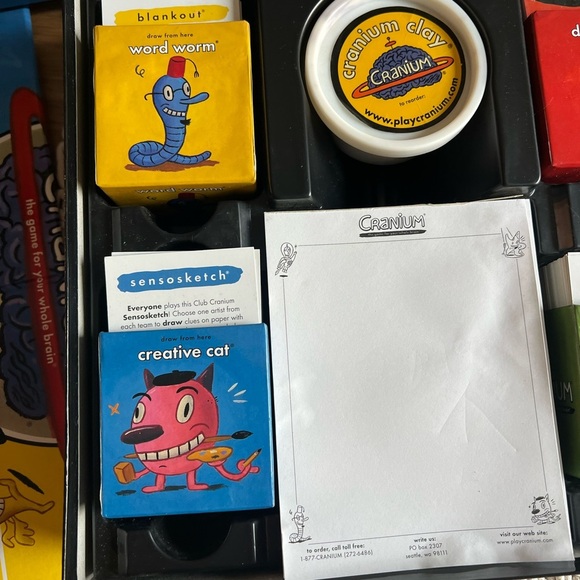 blankout®
draw from here
word worm®
word worm
cranium clay®
CRANIUM®
to reorder:
www.playcranium.com
d
the game for your whole brain
sensosketch®
Everyone plays this Club Cranium
Sensosketch! Choose one artist from
each team to draw clues on paper with
draw from here
creative cat®
CRANIUM®
to order, call toll free:
1-877-CRANIUM (272-6486)
write us:
PO BOX 2307
seattle, wa 98111
visit our web site:
www.playcranium.com